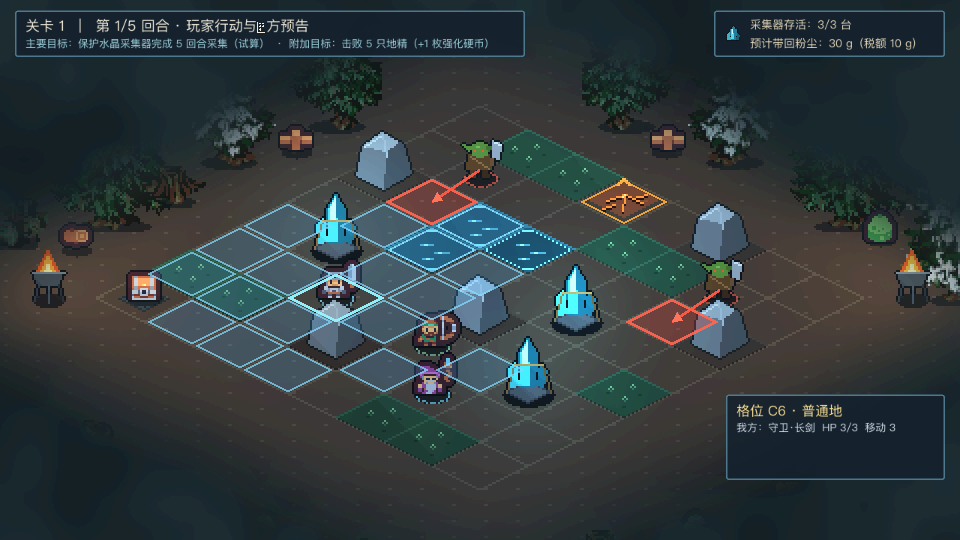 关卡 1 ｜ 第 1/5 回合 · 玩家行动与敌方预告
主要目标：保护水晶采集器完成 5 回合采集（试算） · 附加目标：击败 5 只地精（+1 枚强化硬币）
采集器存活：3/3 台
预计带回粉尘：30 g（税额 10 g）
格位 C6 · 普通地
我方：守卫·长剑 HP 3/3 移动 3